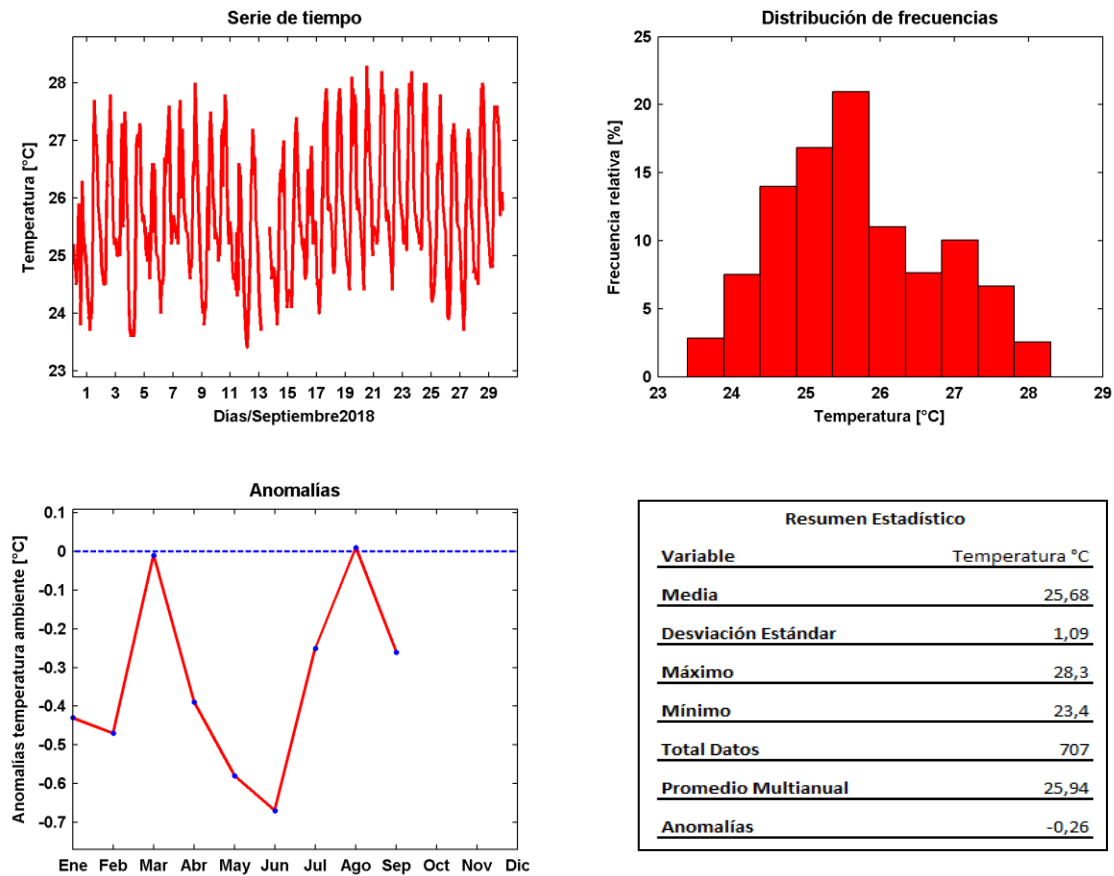 Serie de tiempo
Temperatura [°C]
28
27
26
25
24
23
1 3 5 7 9 11 13 15 17 19 21 23 25 27 29
Días/Septiembre2018
Distribución de frecuencias
Frecuencia relativa [%]
25
20
15
10
5
0
23 24 25 26 27 28 29
Temperatura [°C]
Anomalías
Anomalías temperatura ambiente [°C]
0.1
0
-0.1
-0.2
-0.3
-0.4
-0.5
-0.6
-0.7
Ene Feb Mar Abr May Jun Jul Ago Sep Oct Nov Dic
Resumen Estadístico
Variable Temperatura °C
Media 25,68
Desviación Estándar 1,09
Máximo 28,3
Mínimo 23,4
Total Datos 707
Promedio Multianual 25,94
Anomalías -0,26